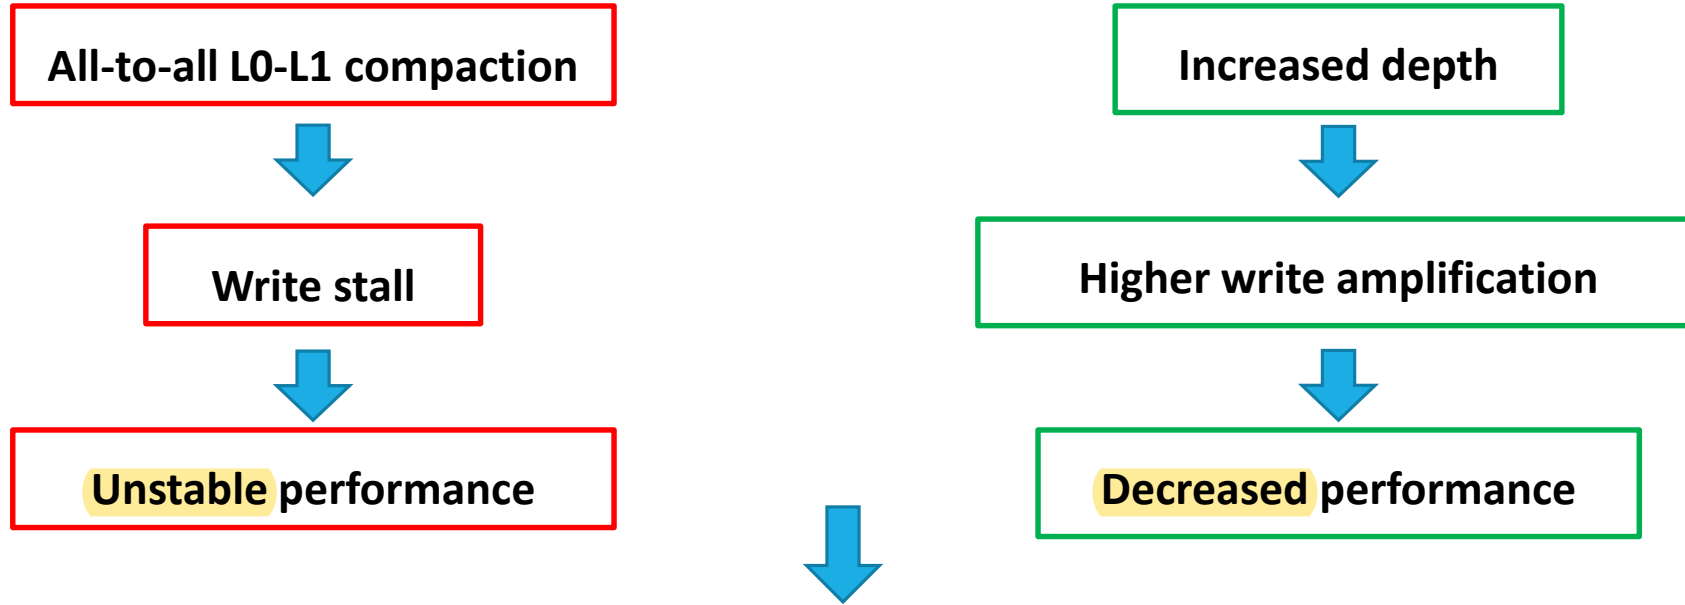 All-to-all L0-L1 compaction
Write stall
Unstable performance
Increased depth
Higher write amplification
Decreased performance